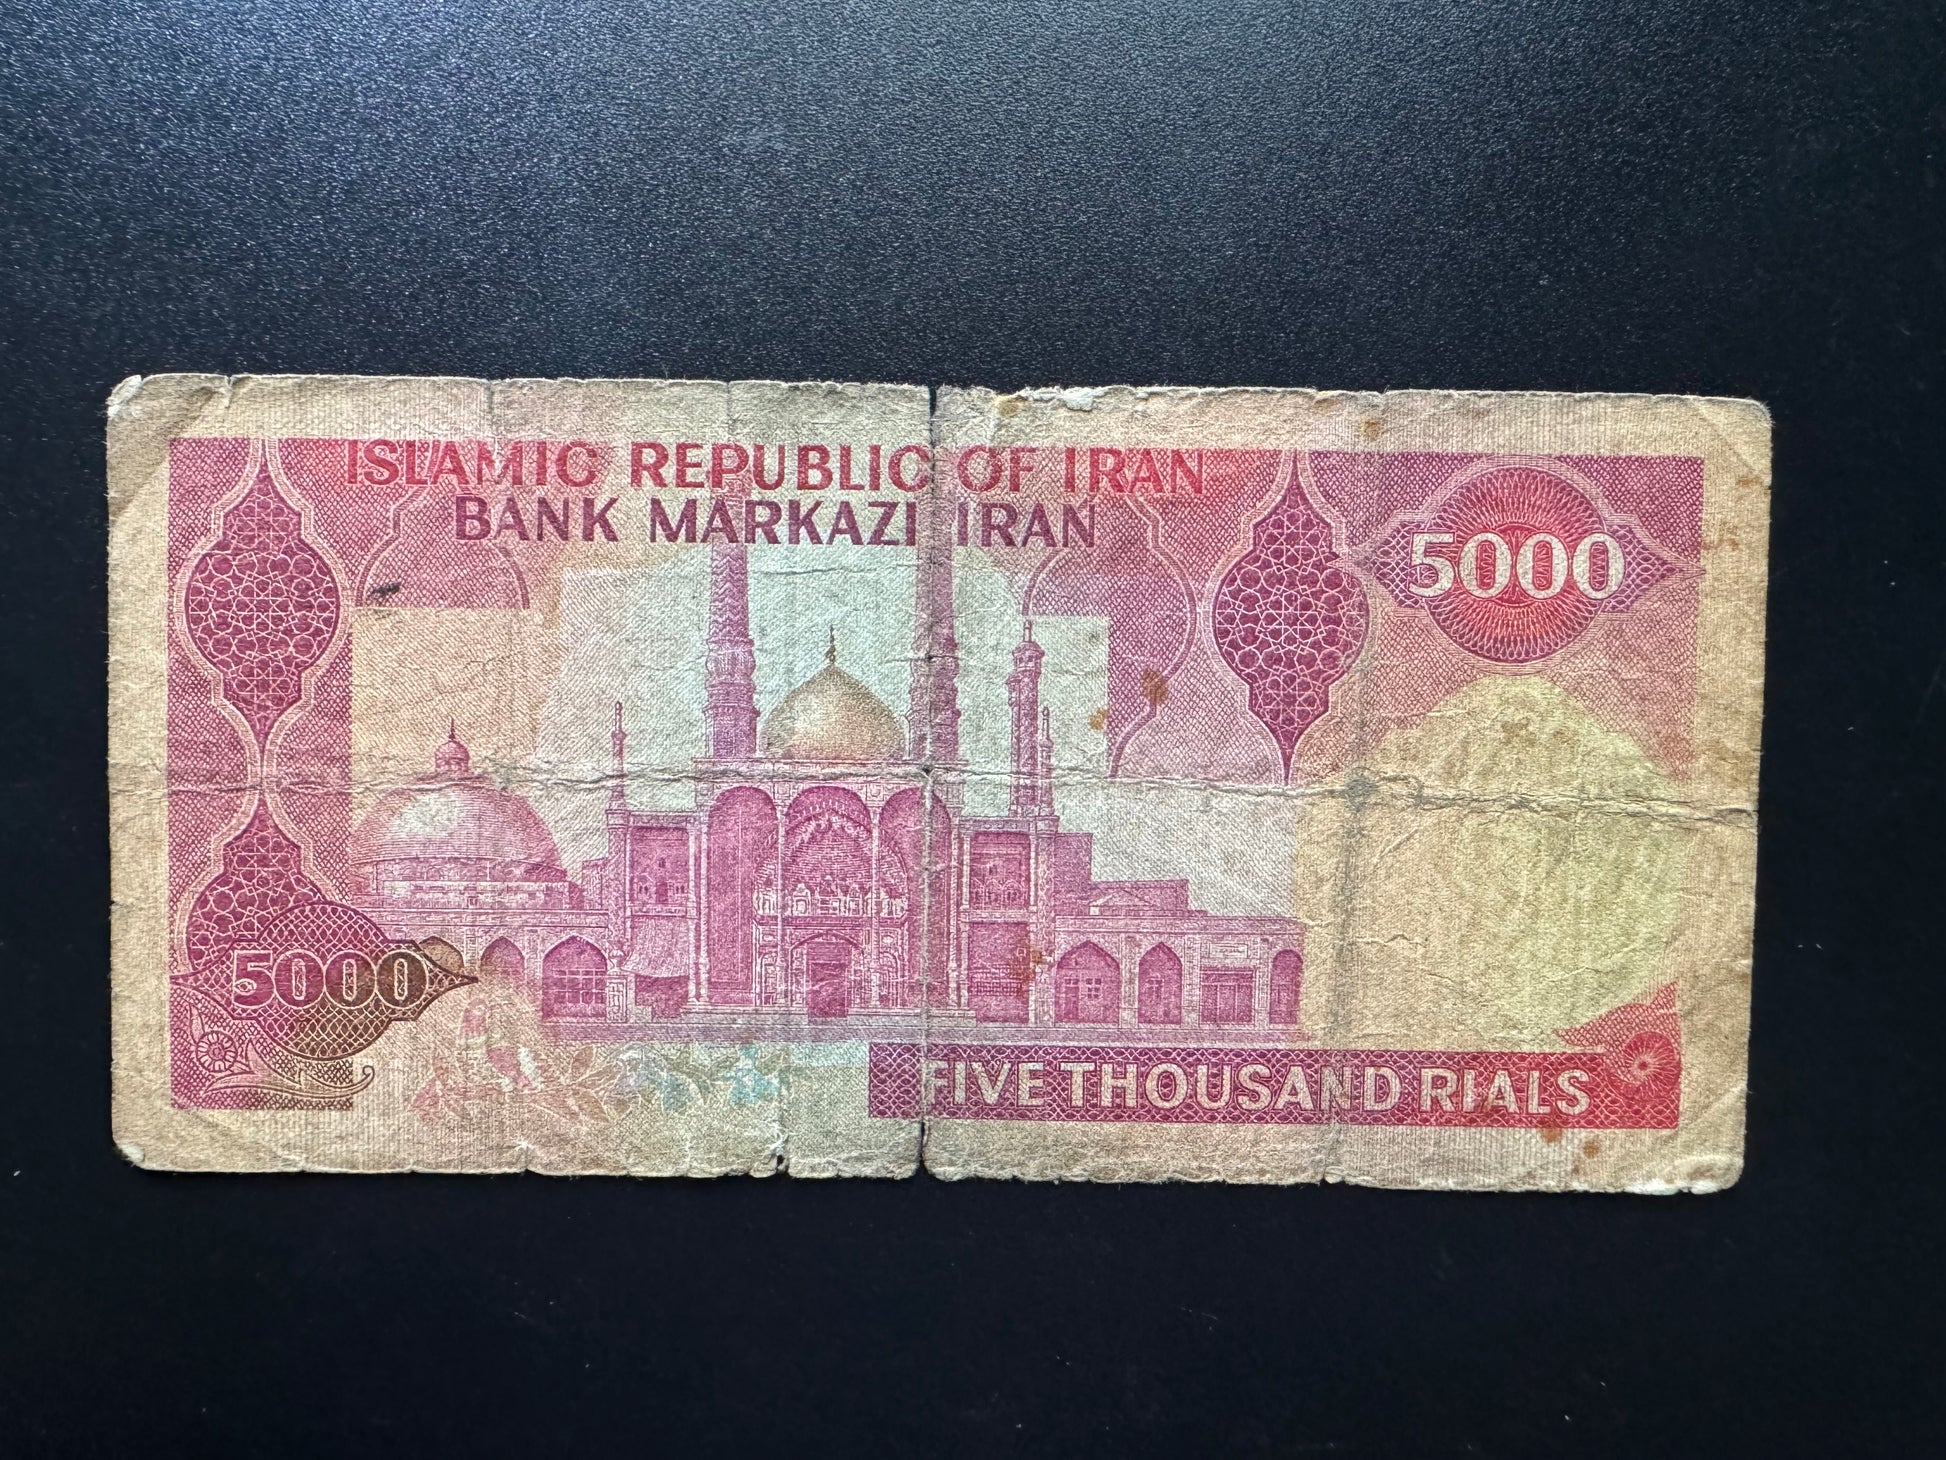 ISLAMIC REPUBLIC OF IRAN
BANK MARKAZI IRAN
5000
5000
FIVE THOUSAND RIALS